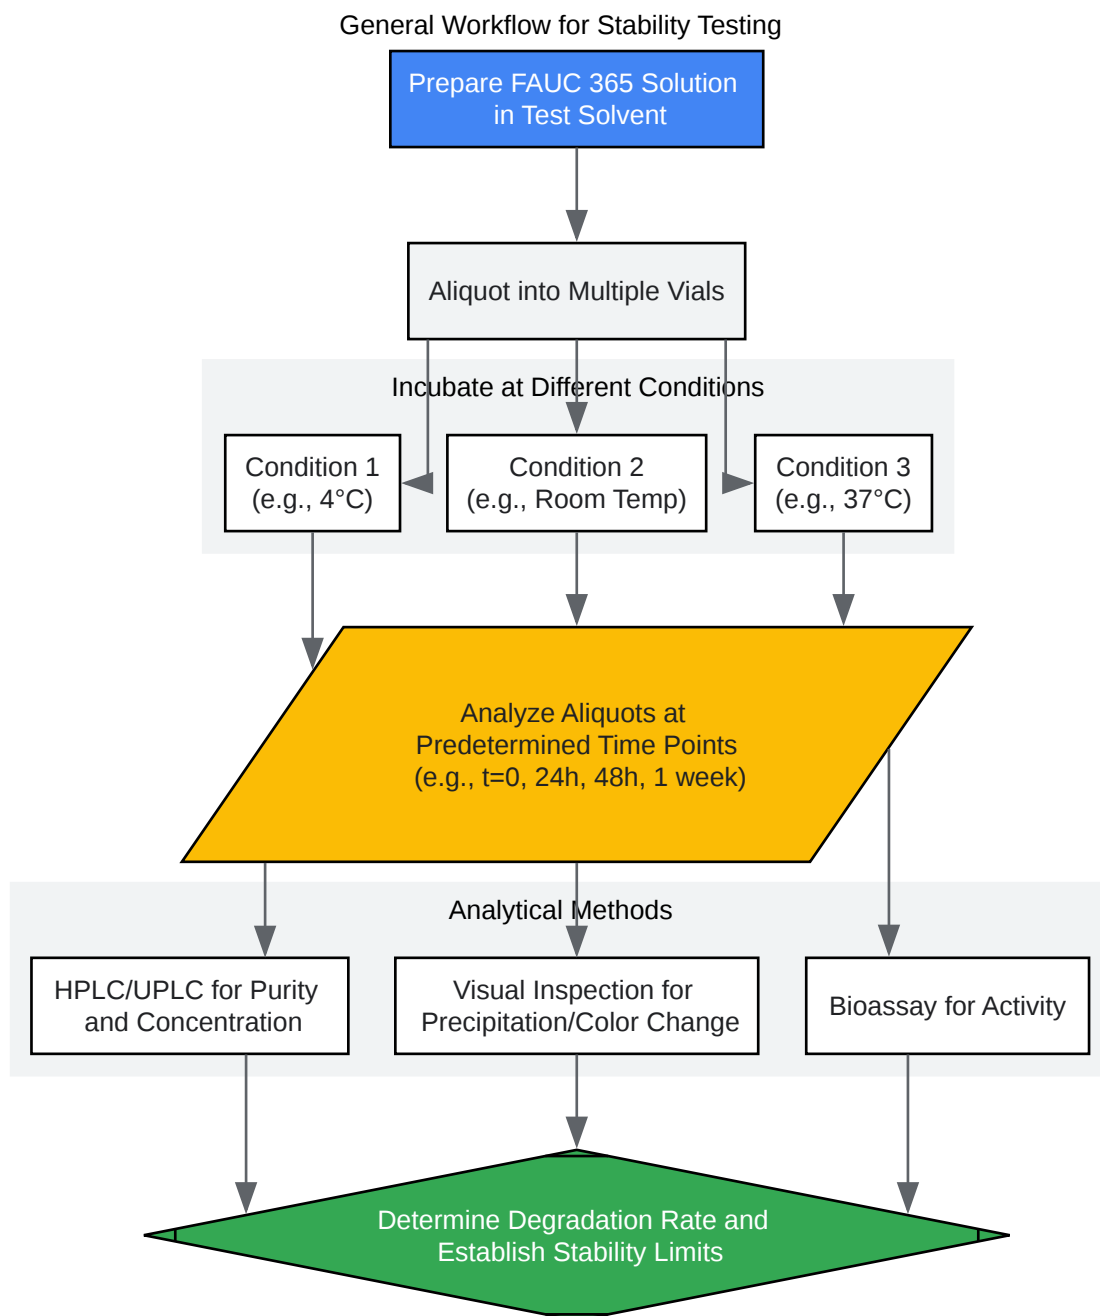 General Workflow for Stability Testing
Prepare FAUC 365 Solution
in Test Solvent
Aliquot into Multiple Vials
Incubate at Different Conditions
Condition 1
(e.g., 4°C)
Condition 2
(e.g., Room Temp)
Condition 3
(e.g., 37°C)
Analyze Aliquots at
Predetermined Time Points
(e.g., t=0, 24h, 48h, 1 week)
Analytical Methods
HPLC/UPLC for Purity
and Concentration
Visual Inspection for
Precipitation/Color Change
Bioassay for Activity
Determine Degradation Rate and
Establish Stability Limits